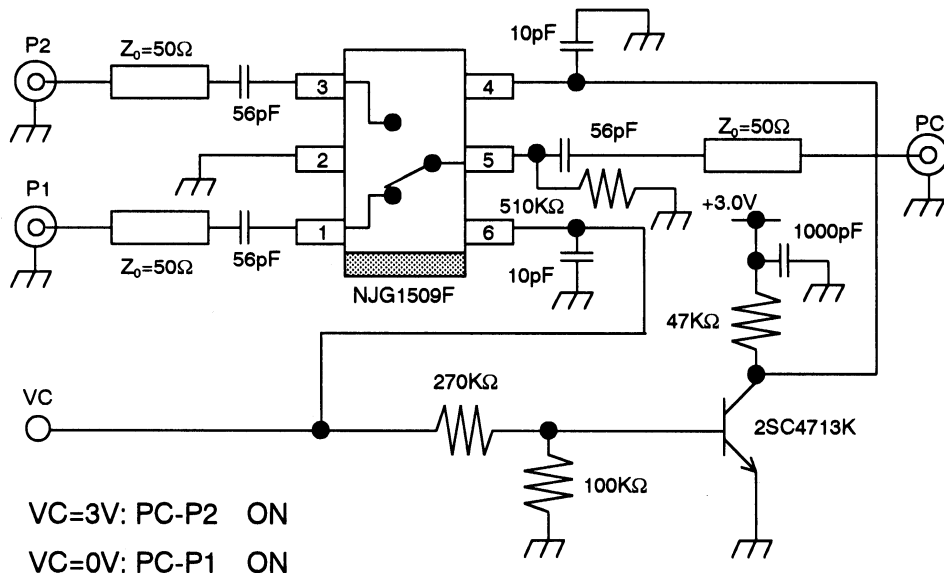 P2
Z₀=50Ω
56pF
3
4
10pF
2
5
56pF
Z₀=50Ω
PC
P1
Z₀=50Ω
56pF
1
6
510KΩ
10pF
NJG1509F
+3.0V
1000pF
47KΩ
VC
270KΩ
100KΩ
2SC4713K
VC=3V: PC-P2 ON
VC=0V: PC-P1 ON